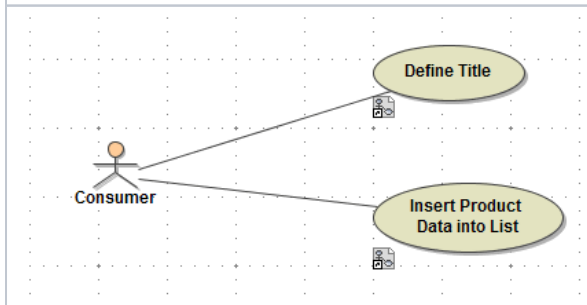 Define Title
Consumer
Insert Product
Data into List